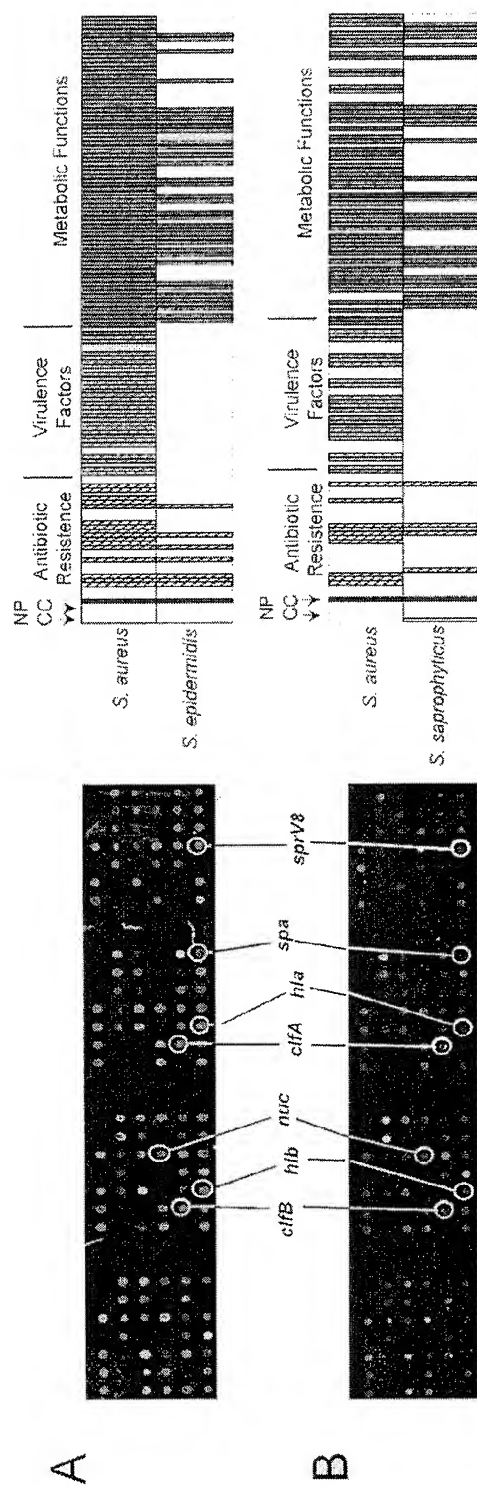 A
clfB
hlb
nuc
clfA
hla
spa
sprV8
NP
CC
Antibiotic
Resistence
Virulence
Factors
Metabolic Functions
S. aureus
S. epidermidis
B
NP
CC
Antibiotic
Resistence
Virulence
Factors
Metabolic Functions
S. aureus
S. saprophyticus